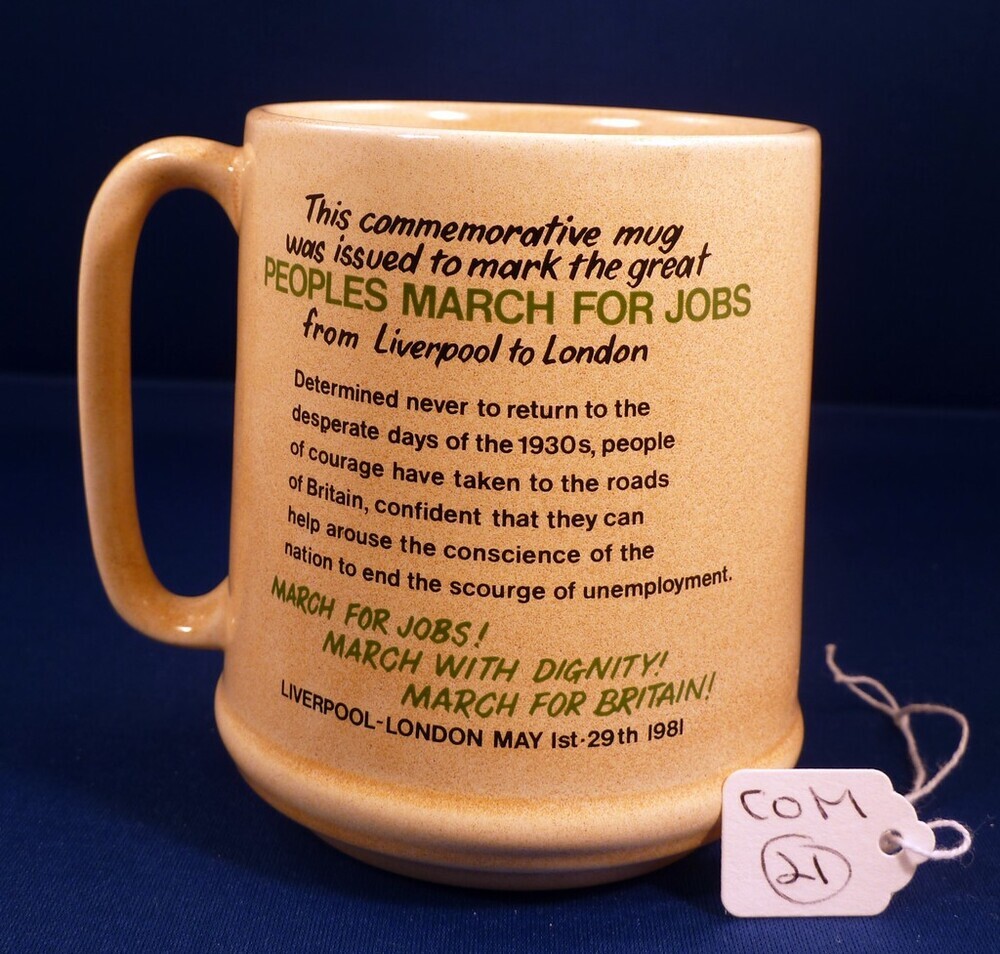 This commemorative mug
was issued to mark the great
PEOPLES MARCH FOR JOBS
from Liverpool to London
Determined never to return to the
desperate days of the 1930s, people
of courage have taken to the roads
of Britain, confident that they can
help arouse the conscience of the
nation to end the scourge of unemployment.
MARCH FOR JOBS!
MARCH WITH DIGNITY!
MARCH FOR BRITAIN!
LIVERPOOL-LONDON MAY 1st·29th 1981
COM
21